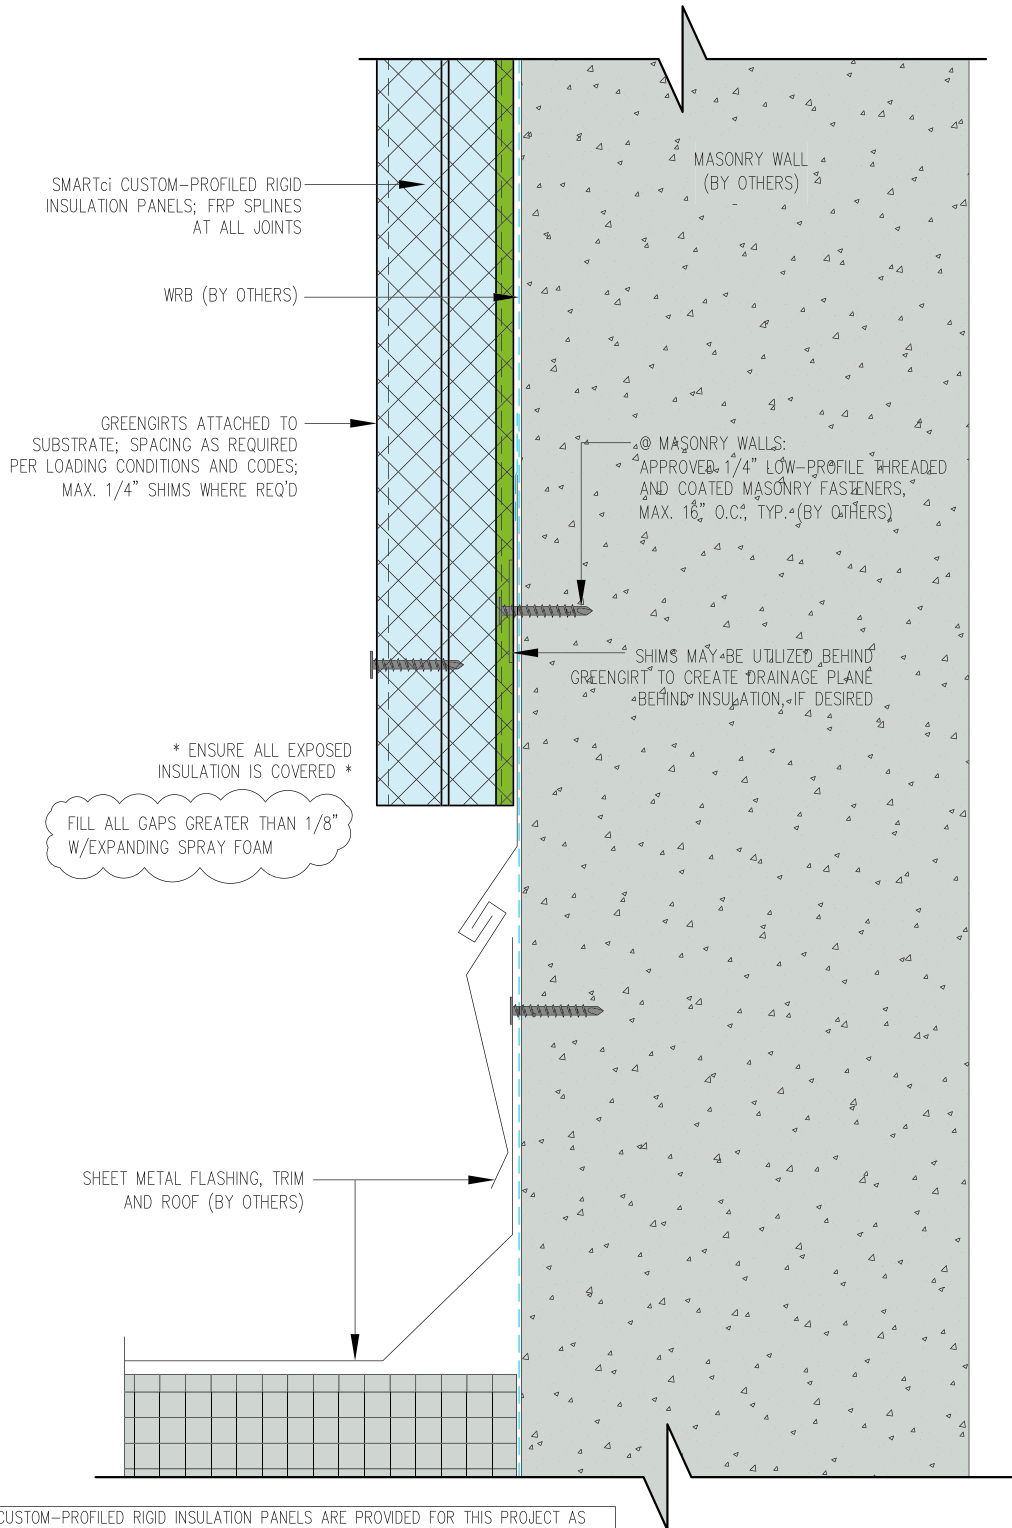 MASONRY WALL
(BY OTHERS)
SMARTci CUSTOM-PROFILED RIGID
INSULATION PANELS; FRP SPLINES
AT ALL JOINTS
WRB (BY OTHERS)
GREENGIRTS ATTACHED TO
SUBSTRATE; SPACING AS REQUIRED
PER LOADING CONDITIONS AND CODES;
MAX. 1/4" SHIMS WHERE REQ'D
@ MASONRY WALLS:
APPROVED 1/4" LOW-PROFILE THREADED
AND COATED MASONRY FASTENERS,
MAX. 16" O.C., TYP. (BY OTHERS)
SHIMS MAY BE UTILIZED BEHIND
GREENGIRT TO CREATE DRAINAGE PLANE
BEHIND INSULATION, IF DESIRED
* ENSURE ALL EXPOSED
INSULATION IS COVERED *
FILL ALL GAPS GREATER THAN 1/8"
W/EXPANDING SPRAY FOAM
SHEET METAL FLASHING, TRIM
AND ROOF (BY OTHERS)
CUSTOM-PROFILED RIGID INSULATION PANELS ARE PROVIDED FOR THIS PROJECT AS